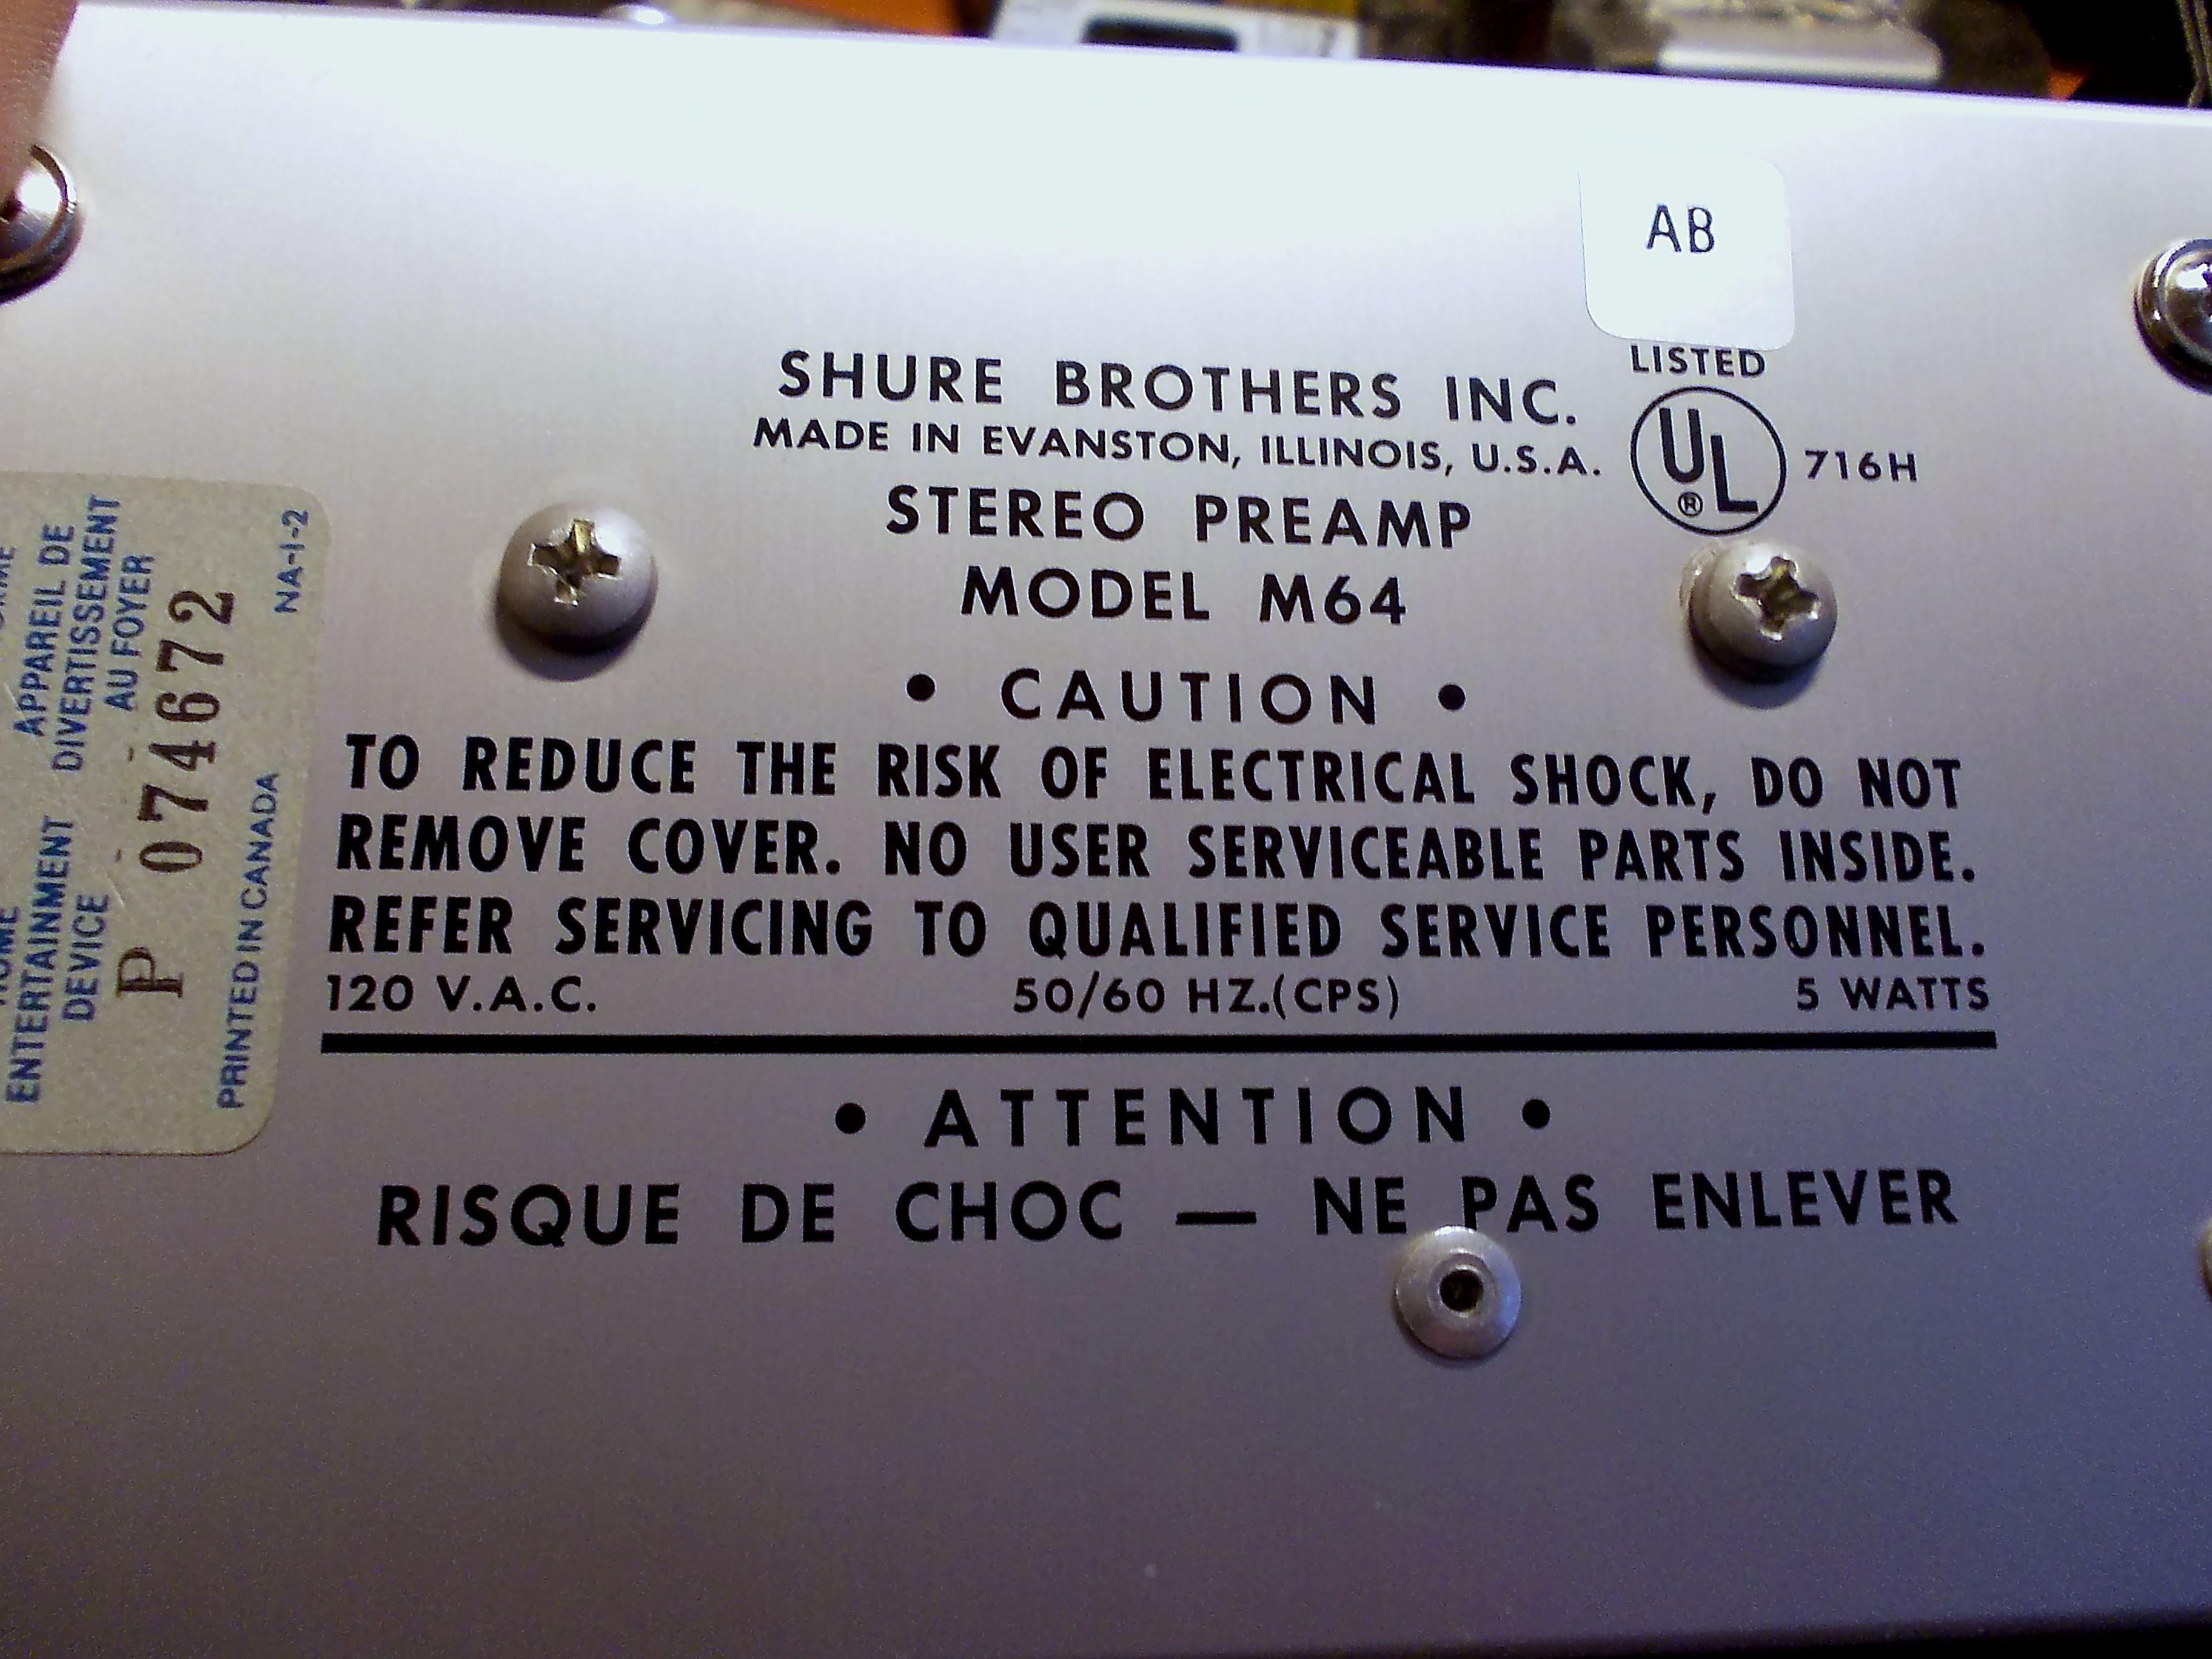 AB
SHURE BROTHERS INC.
MADE IN EVANSTON, ILLINOIS, U.S.A.
LISTED
UL
®
716H
STEREO PREAMP
MODEL M64
• CAUTION •
TO REDUCE THE RISK OF ELECTRICAL SHOCK, DO NOT
REMOVE COVER. NO USER SERVICEABLE PARTS INSIDE.
REFER SERVICING TO QUALIFIED SERVICE PERSONNEL.
120 V.A.C. 50/60 HZ.(CPS) 5 WATTS
• ATTENTION •
RISQUE DE CHOC — NE PAS ENLEVER
ENTERTAINMENT
DEVICE
APPAREIL DE
DIVERTISSEMENT
AU FOYER
P 074672
PRINTED IN CANADA NA-1-2